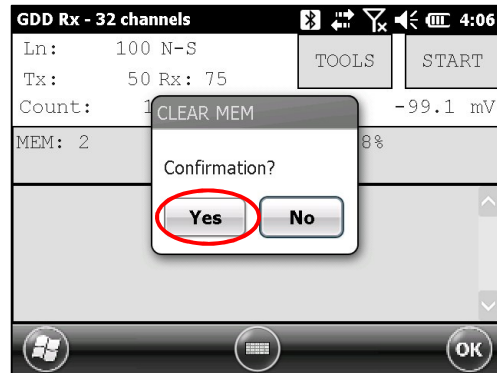 GDD Rx - 32 channels 4:06
Ln: 100 N-S
TOOLS START
Tx: 50 Rx: 75
Count: 1 -99.1 mV
CLEAR MEM
MEM: 2 8%
Confirmation?
Yes No
OK